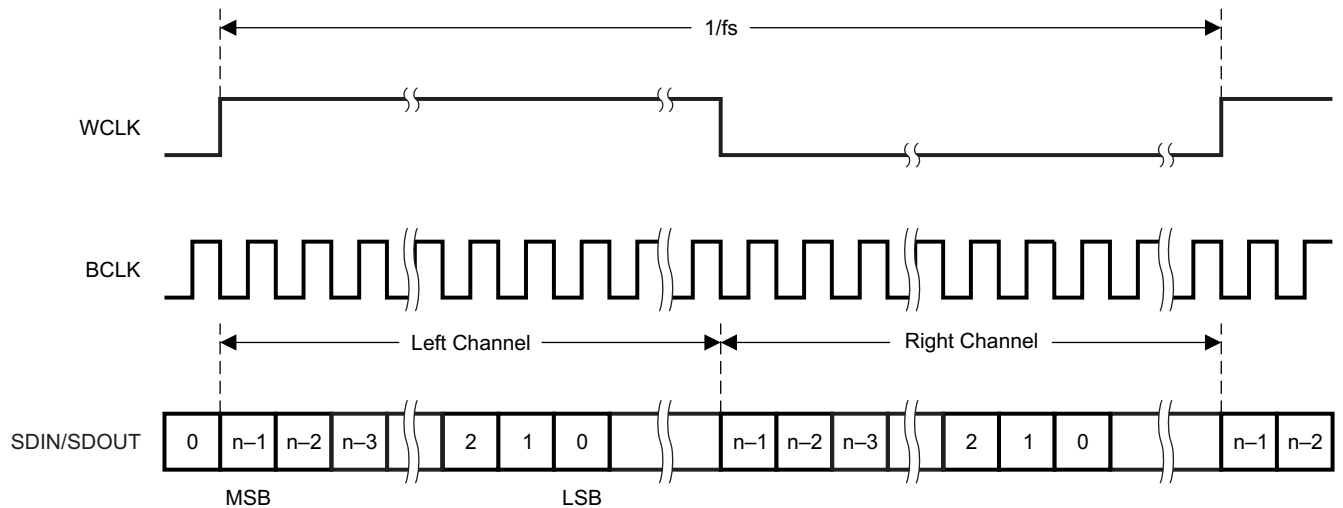 1/fs
WCLK
BCLK
Left Channel Right Channel
SDIN/SDOUT 0 n–1 n–2 n–3 2 1 0 n–1 n–2 n–3 2 1 0 n–1 n–2
MSB LSB